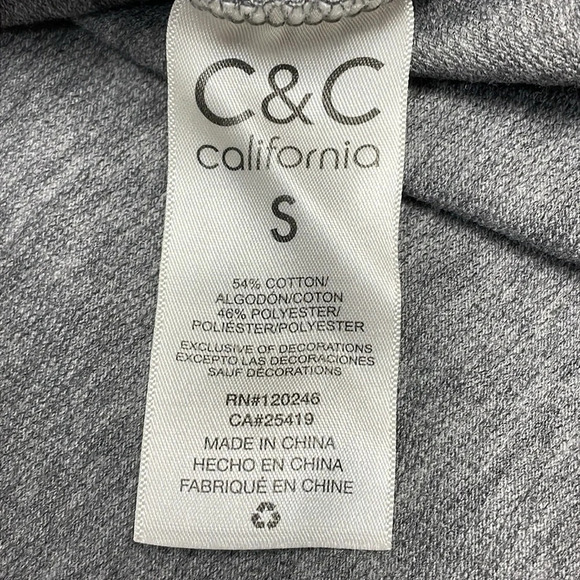 C&C
california
S
54% COTTON/
ALGODÓN/COTON
46% POLYESTER/
POLIÉSTER/POLYESTER
EXCLUSIVE OF DECORATIONS
EXCEPTO LAS DECORACIONES
SAUF DÉCORATIONS
RN#120246
CA#25419
MADE IN CHINA
HECHO EN CHINA
FABRIQUÉ EN CHINE